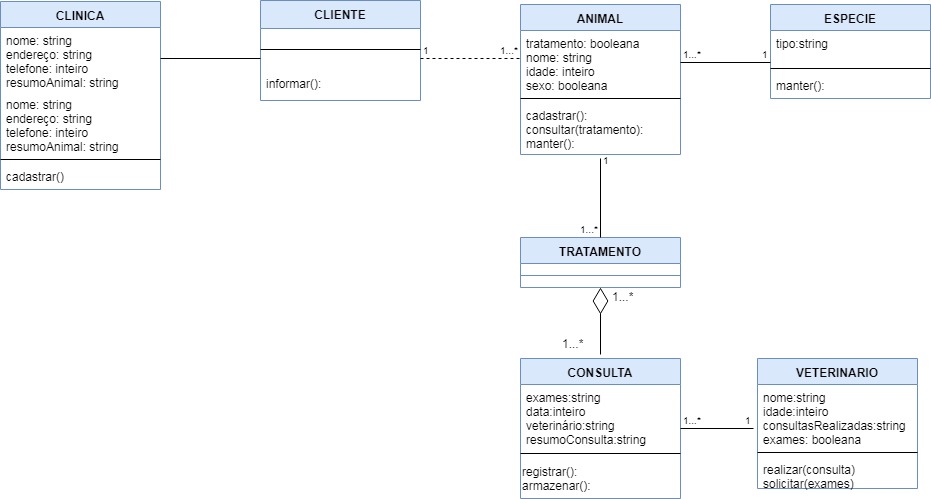 CLINICA
nome: string
endereço: string
telefone: inteiro
resumoAnimal: string
nome: string
endereço: string
telefone: inteiro
resumoAnimal: string
cadastrar()
CLIENTE
informar():
1
1...*
ANIMAL
tratamento: booleana
nome: string
idade: inteiro
sexo: booleana
cadastrar():
consultar(tratamento):
manter():
1...*
1
ESPECIE
tipo:string
manter():
1
1...*
TRATAMENTO
1...*
1...*
CONSULTA
exames:string
data:inteiro
veterinário:string
resumoConsulta:string
registrar():
armazenar():
1...*
1
VETERINARIO
nome:string
idade:inteiro
consultasRealizadas:string
exames: booleana
realizar(consulta)
solicitar(exames)